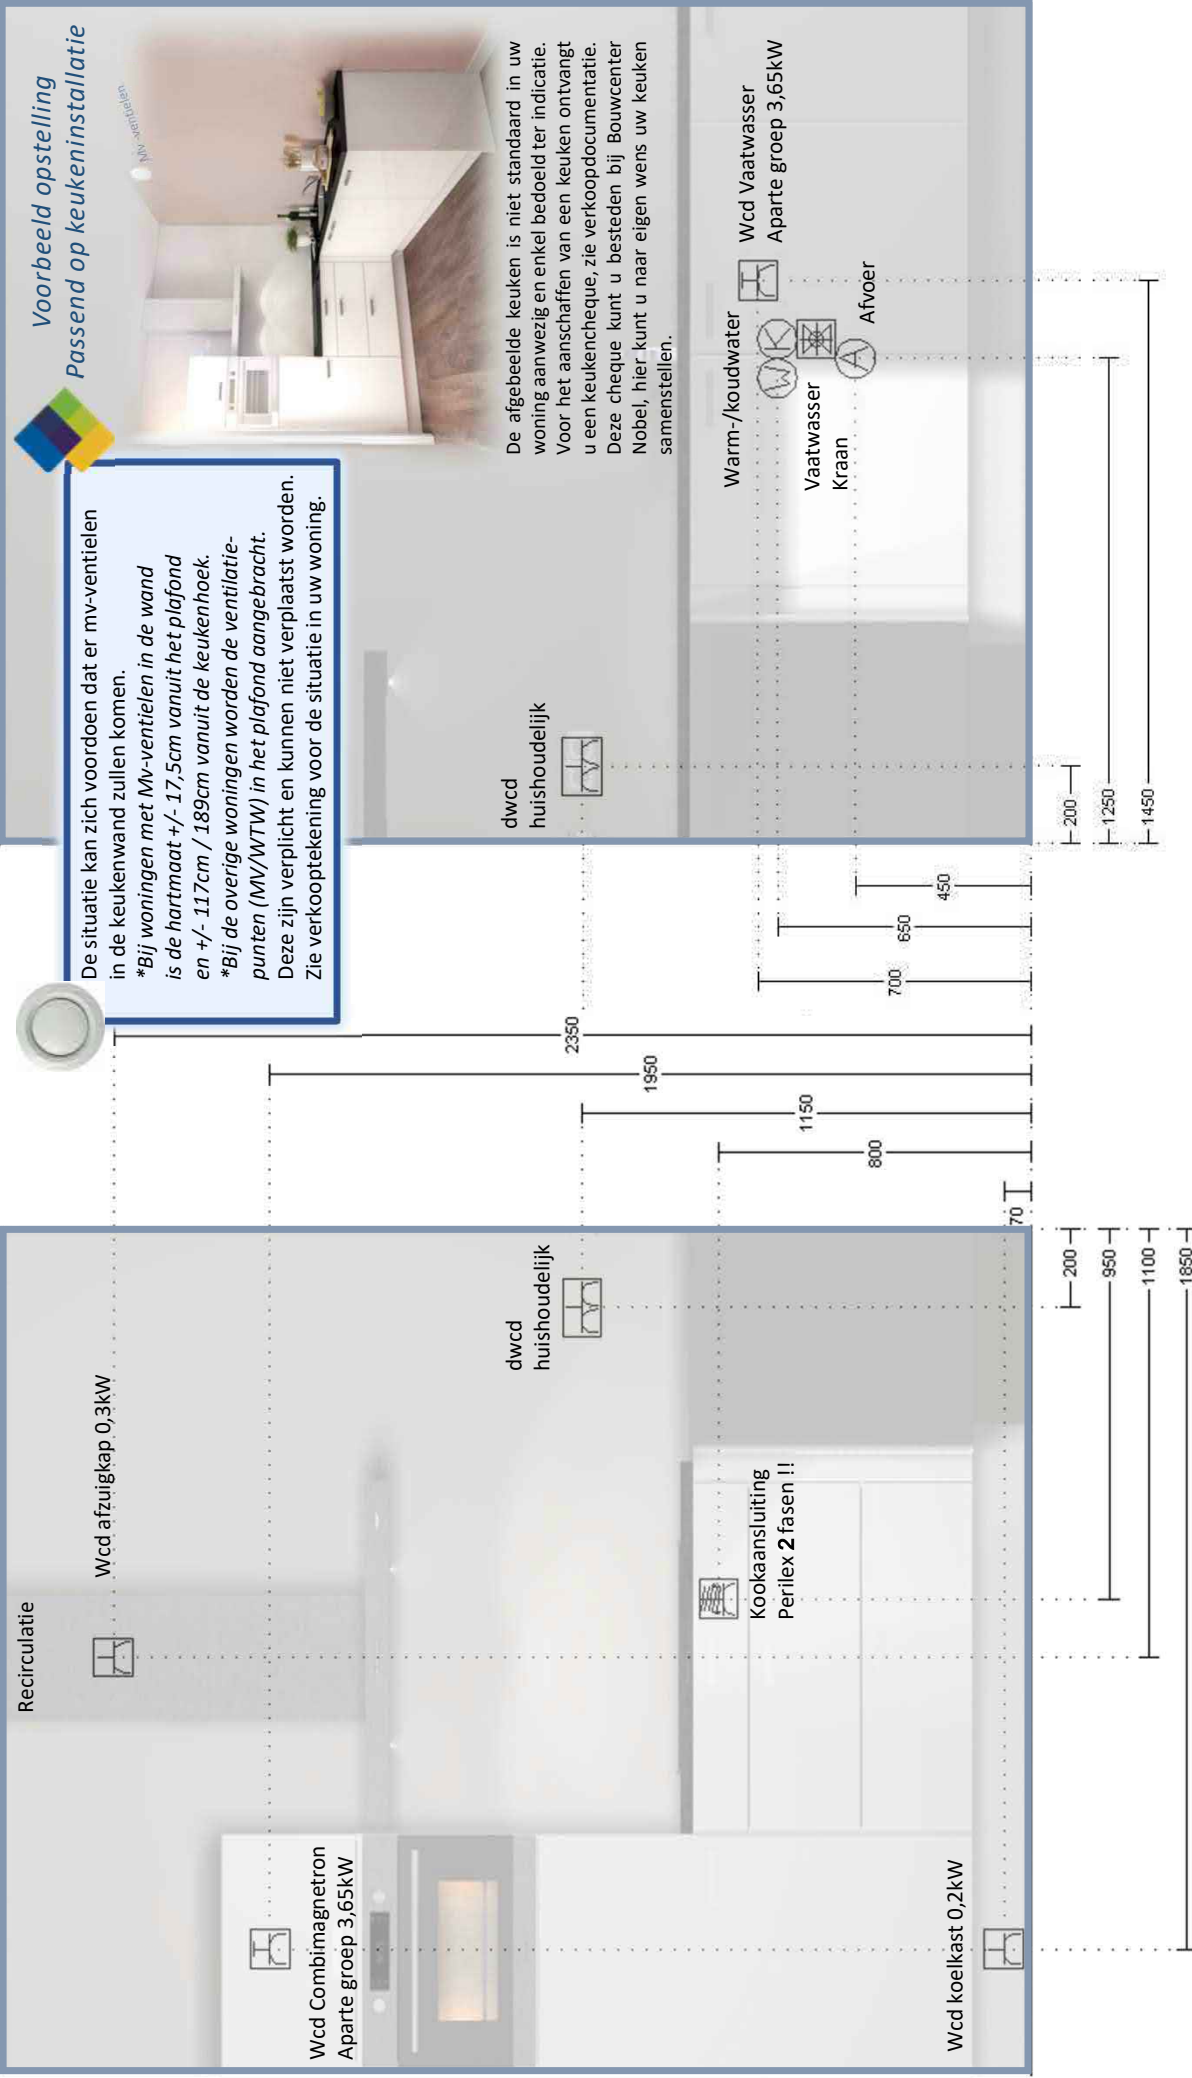 Voorbeeld opstelling
Passend op keukeninstallatie
Mv-ventielen.
De situatie kan zich voordoen dat er mv-ventielen
in de keukenwand zullen komen.
*Bij woningen met Mv-ventielen in de wand
is de hartmaat +/- 17,5cm vanuit het plafond
en +/- 117cm / 189cm vanuit de keukenhoek.
*Bij de overige woningen worden de ventilatie-
punten (MV/WTW) in het plafond aangebracht.
Deze zijn verplicht en kunnen niet verplaatst worden.
Zie verkooptekening voor de situatie in uw woning.
De afgebeelde keuken is niet standaard in uw
woning aanwezig en enkel bedoeld ter indicatie.
Voor het aanschaffen van een keuken ontvangt
u een keukencheque, zie verkoopdocumentatie.
Deze cheque kunt u besteden bij Bouwcenter
Nobel, hier kunt u naar eigen wens uw keuken
samenstellen.
Recirculatie
Wcd afzuigkap 0,3kW
Wcd Combimagnetron
Aparte groep 3,65kW
dwcd
huishoudelijk
Kookaansluiting
Perilex 2 fasen !!
Wcd koelkast 0,2kW
2350
1950
1150
800
70
200
950
1100
1850
dwcd
huishoudelijk
Warm-/koudwater
Wcd Vaatwasser
Aparte groep 3,65kW
W
K
A
Vaatwasser
Kraan
Afvoer
700
650
450
200
1250
1450